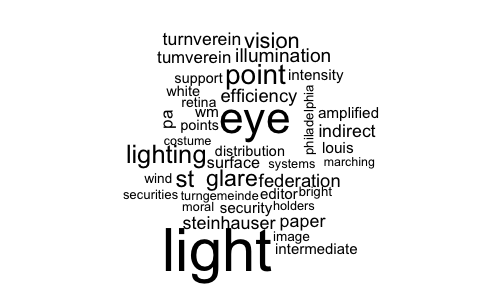 turnverein vision
tumverein illumination
support point intensity
white retina efficiency philadelphia
pa wm eye amplified
points indirect
costume louis
lighting distribution
surface systems marching
wind st glare federation
securities turngemeinde editor bright
moral security holders
steinhauser paper
light image
intermediate